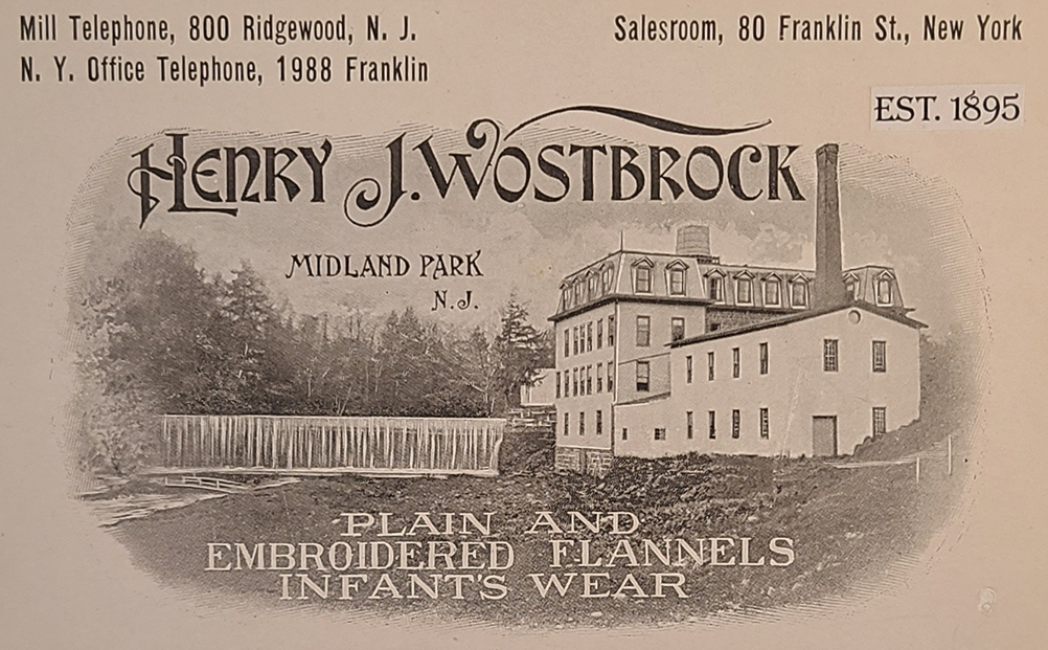 Mill Telephone, 800 Ridgewood, N. J.
N. Y. Office Telephone, 1988 Franklin
Salesroom, 80 Franklin St., New York
EST. 1895
HENRY J. WOSTBROCK
MIDLAND PARK
N.J.
PLAIN AND
EMBROIDERED FLANNELS
INFANT'S WEAR